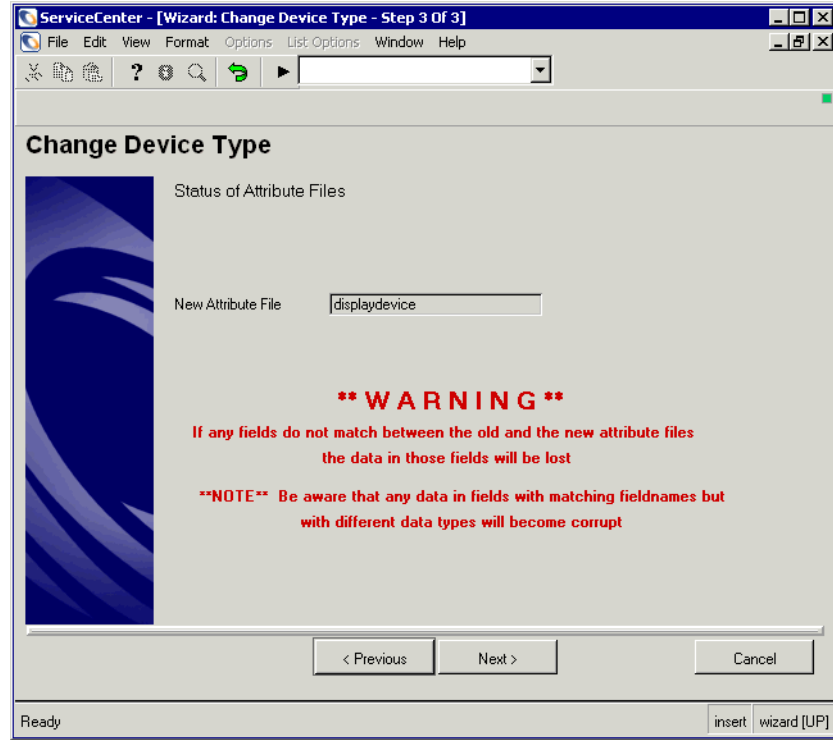 ServiceCenter - [Wizard: Change Device Type - Step 3 Of 3]
File Edit View Format Options List Options Window Help
Change Device Type
Status of Attribute Files
New Attribute File displaydevice
** W A R N I N G **
If any fields do not match between the old and the new attribute files
the data in those fields will be lost
**NOTE** Be aware that any data in fields with matching fieldnames but
with different data types will become corrupt
< Previous Next > Cancel
Ready insert wizard [UP]